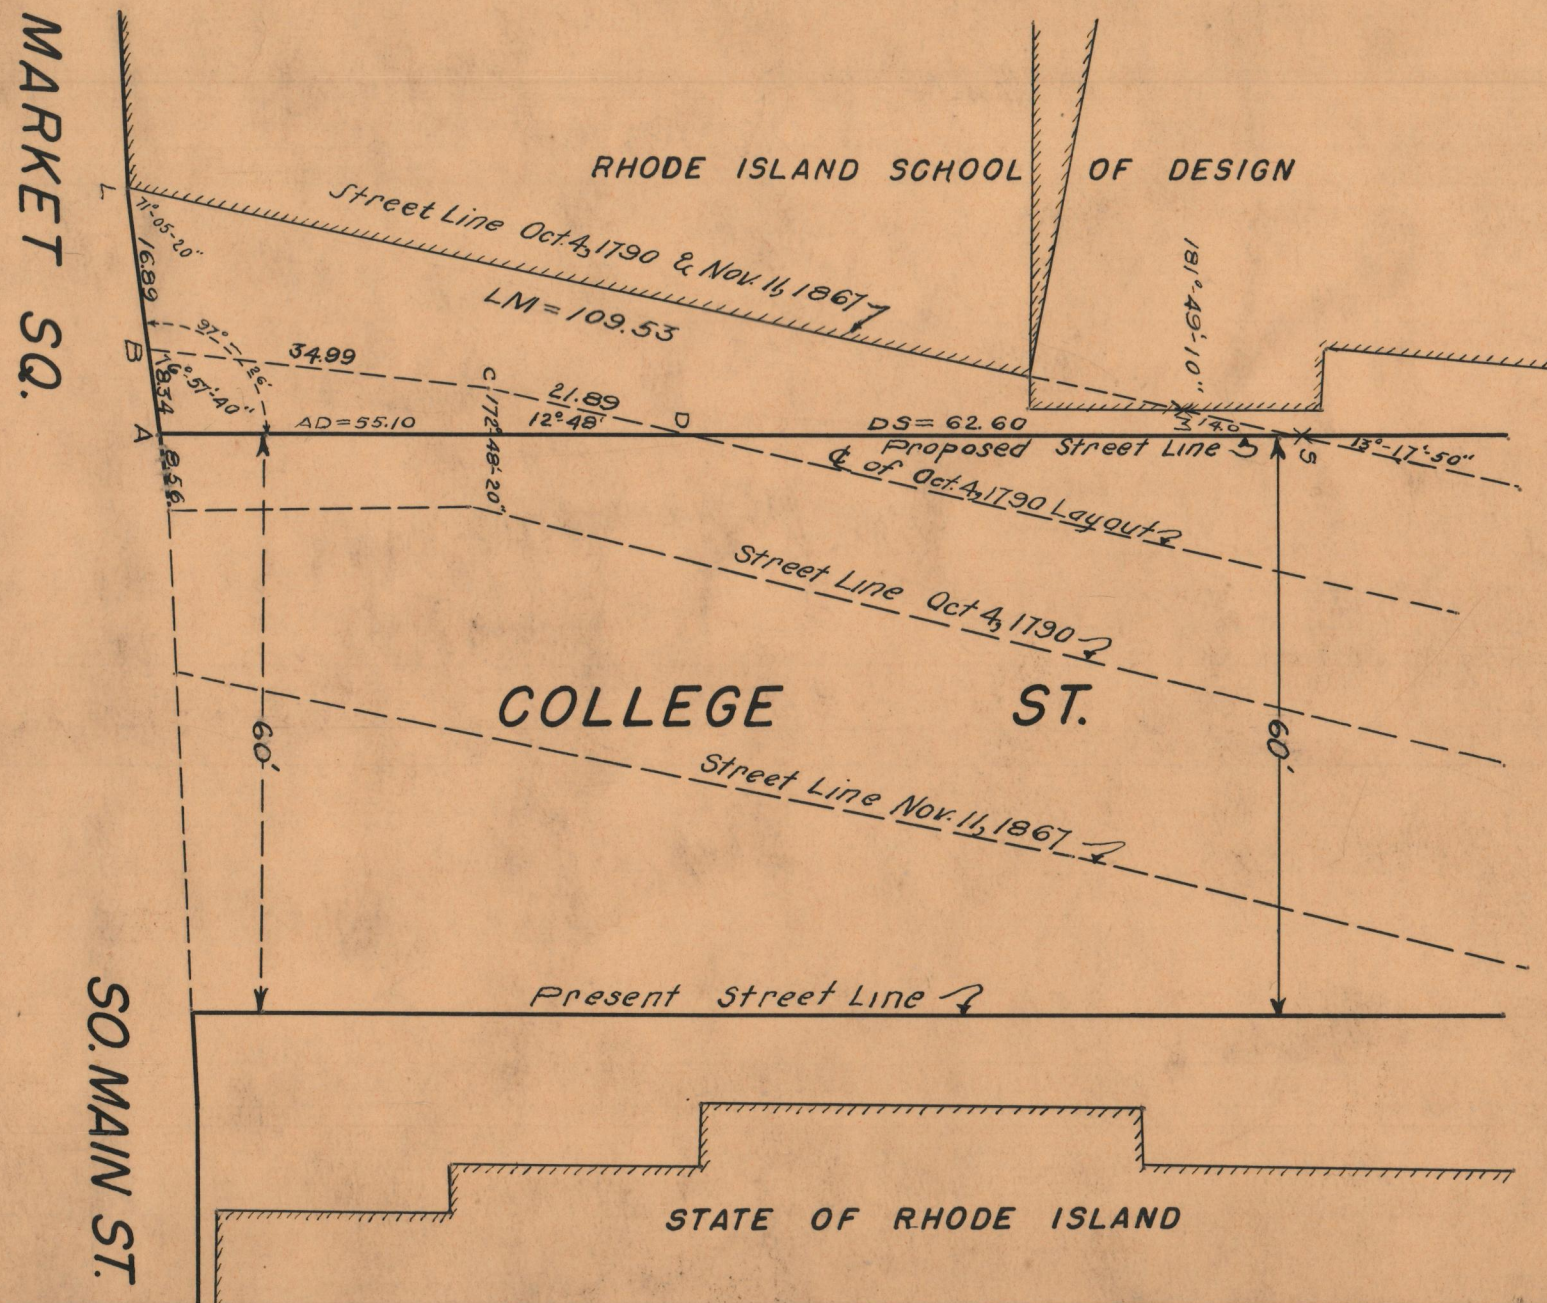 MARKET SQ.
RHODE ISLAND SCHOOL OF DESIGN
Street Line Oct. 4, 1790 & Nov. 11, 1867
LM = 109.53
L
71°-05'-20"
16.89
181°-49'-10"
B
97° 26'
34.99
8.34
°-51'-40"
C
172°-48'-20"
21.89
12°48'
D
A
AD=55.10
DS= 62.60
14.0
Proposed Street Line
S
13°-17'-50"
8.56
℄ of Oct. 4, 1790 Layout
Street Line Oct 4, 1790
COLLEGE ST.
60'
60'
Street Line Nov. 11, 1867
Present Street Line
SO. MAIN ST.
STATE OF RHODE ISLAND